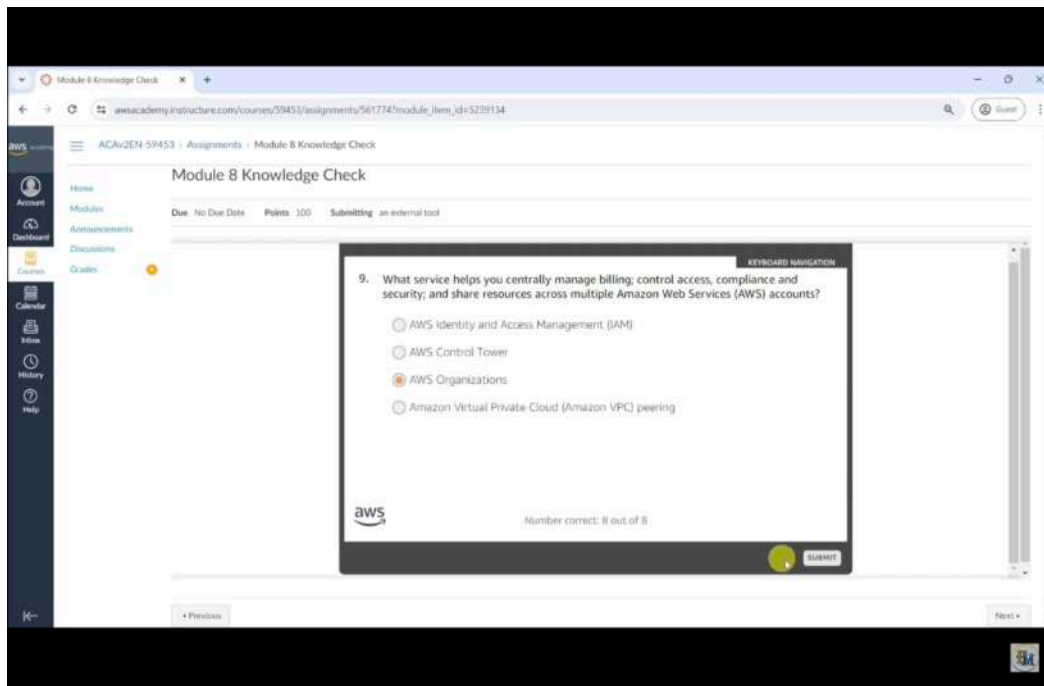 Module 8 Knowledge Check
awsacademy.instructure.com/courses/59453/assignments/561774?module_item_id=5239134
Guest
aws
ACAv2EN-59453 › Assignments › Module 8 Knowledge Check
Account
Dashboard
Courses
Calendar
Inbox
History
Help
Home
Modules
Announcements
Discussions
Grades
Module 8 Knowledge Check
Due No Due Date Points 100 Submitting an external tool
KEYBOARD NAVIGATION
9. What service helps you centrally manage billing; control access, compliance and
security; and share resources across multiple Amazon Web Services (AWS) accounts?
AWS Identity and Access Management (IAM)
AWS Control Tower
AWS Organizations
Amazon Virtual Private Cloud (Amazon VPC) peering
aws
Number correct: 8 out of 8
SUBMIT
Previous
Next